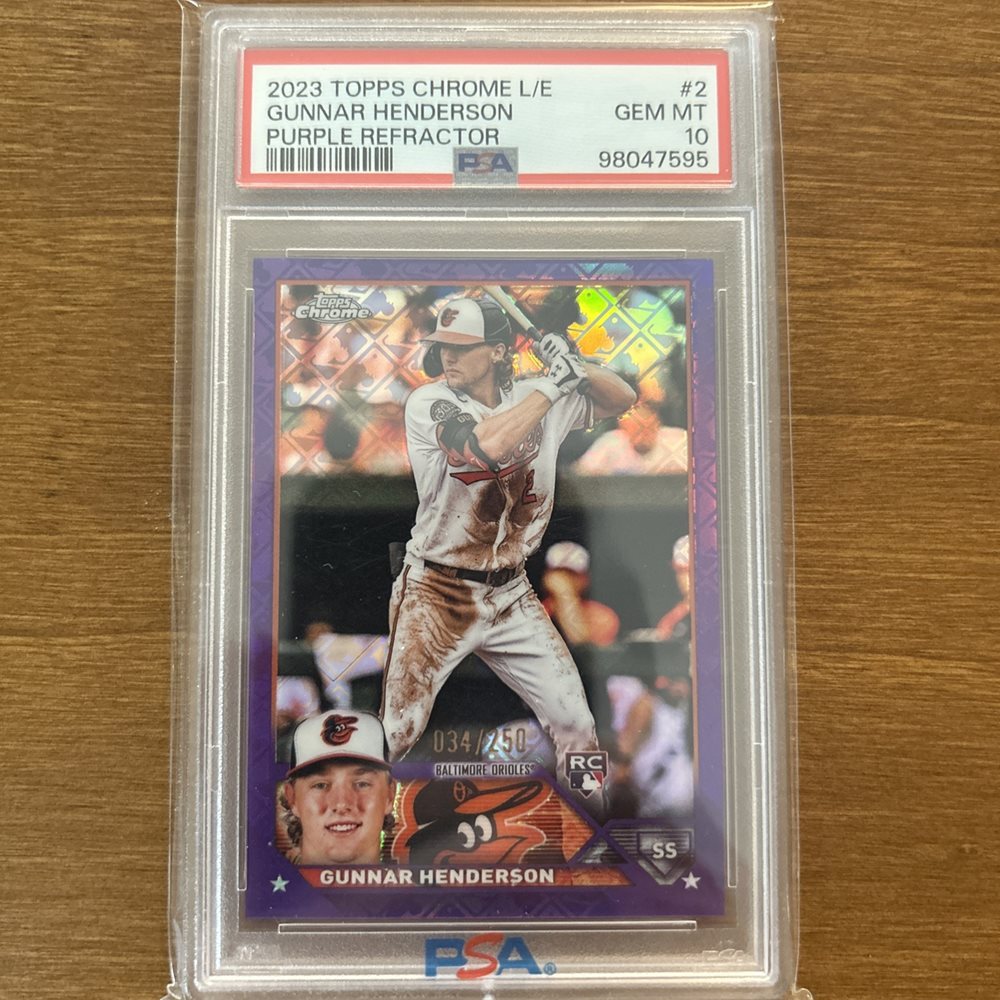 2023 TOPPS CHROME L/E #2
GUNNAR HENDERSON GEM MT
PURPLE REFRACTOR 10
PSA 98047595
Topps
Chrome
034/250
BALTIMORE ORIOLES
RC
SS
GUNNAR HENDERSON
PSA®